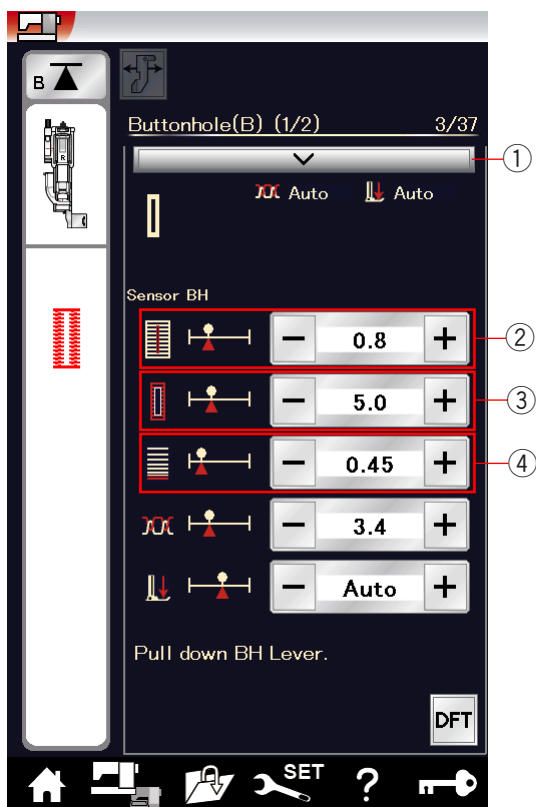 B
R
Buttonhole(B) (1/2) 3/37
①
Auto Auto
Sensor BH
− 0.8 + ②
− 5.0 + ③
− 0.45 + ④
− 3.4 +
− Auto +
Pull down BH Lever.
DFT
SET ?